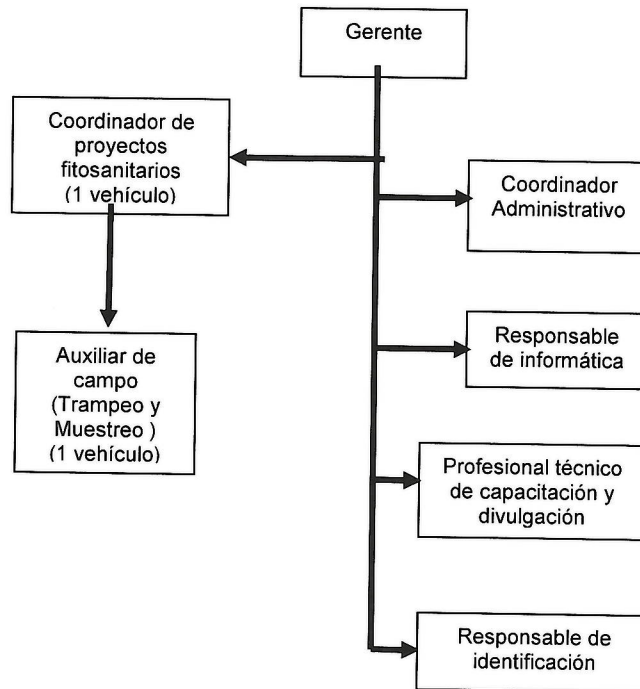 Gerente
Coordinador de
proyectos
fitosanitarios
(1 vehículo)
Coordinador
Administrativo
Responsable
de informática
Auxiliar de
campo
(Trampeo y
Muestreo )
(1 vehículo)
Profesional técnico
de capacitación y
divulgación
Responsable de
identificación